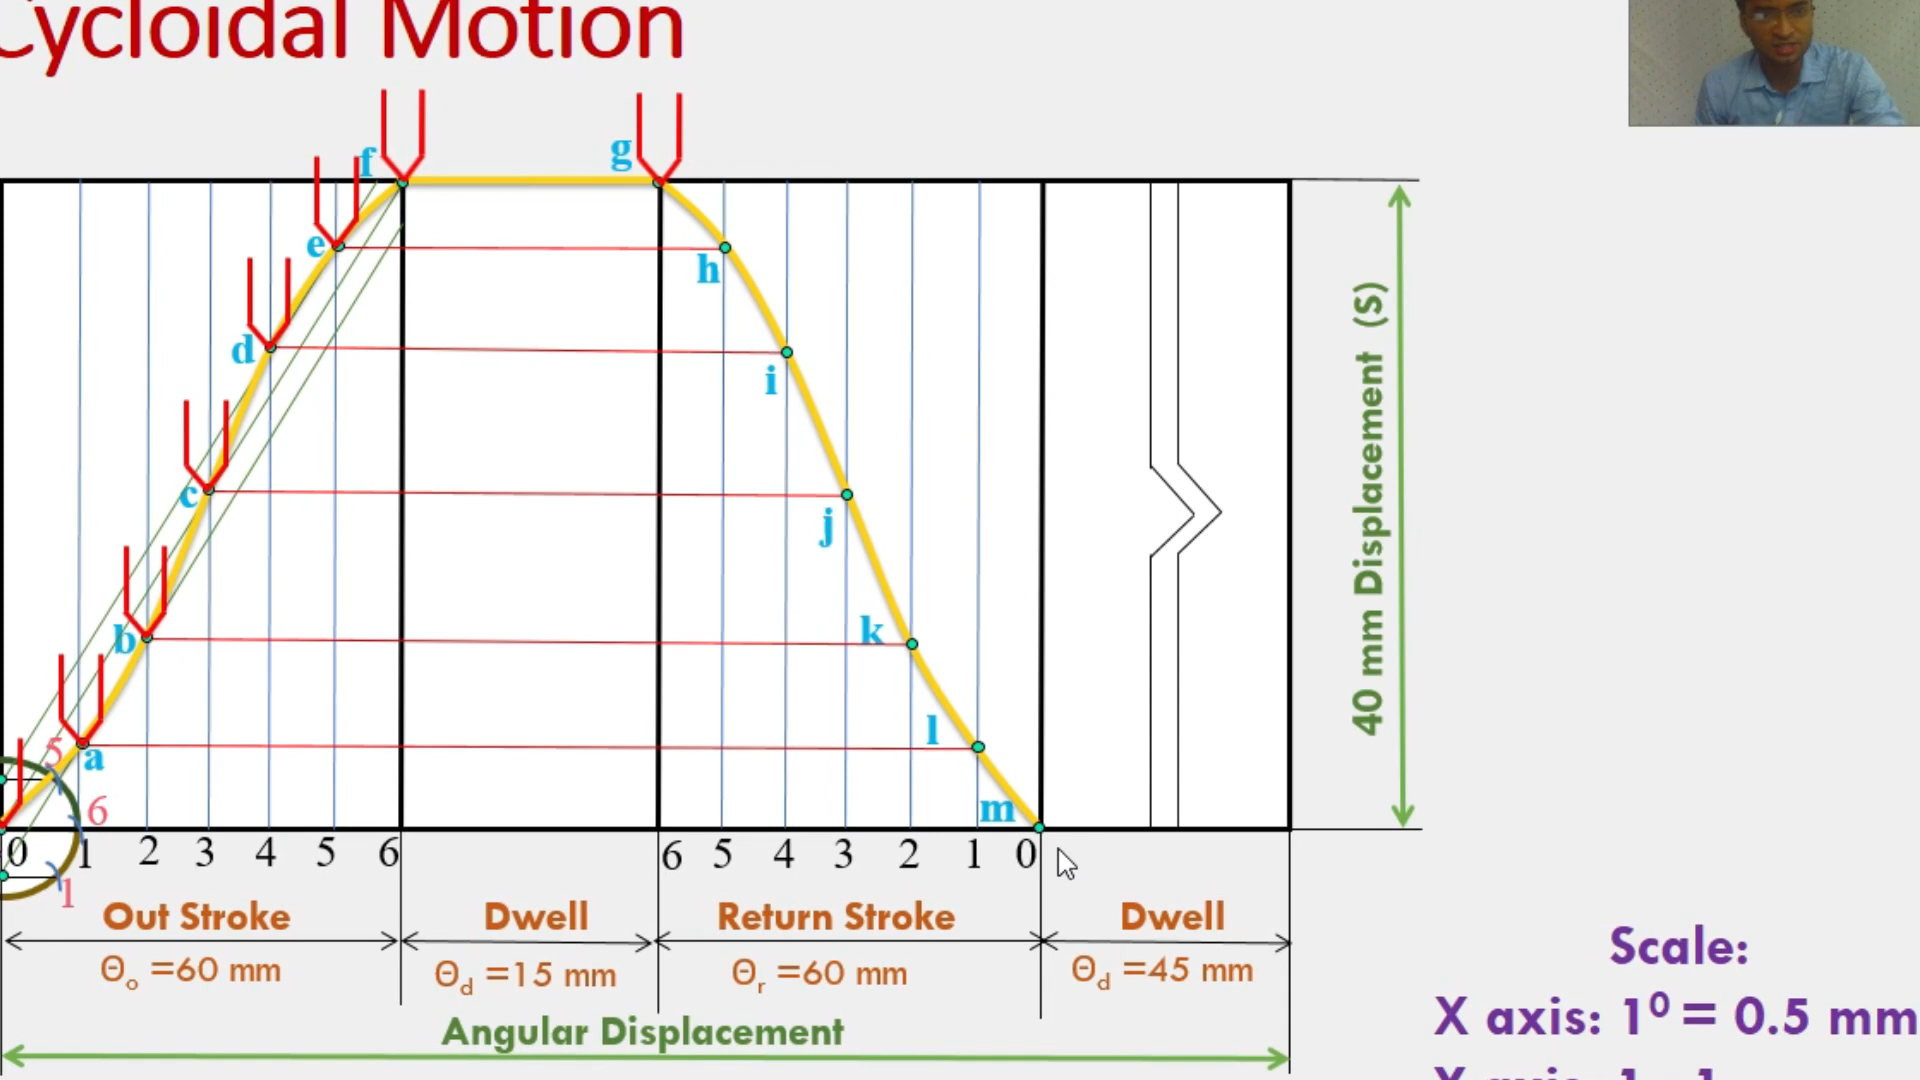 Cycloidal Motion
f
g
e
h
d
i
c
j
b
k
5
a
l
6
m
0 1 2 3 4 5 6
6 5 4 3 2 1 0
1
Out Stroke
Dwell
Return Stroke
Dwell
Θo =60 mm
Θd =15 mm
Θr =60 mm
Θd =45 mm
Angular Displacement
40 mm Displacement (S)
Scale:
X axis: 1⁰ = 0.5 mm